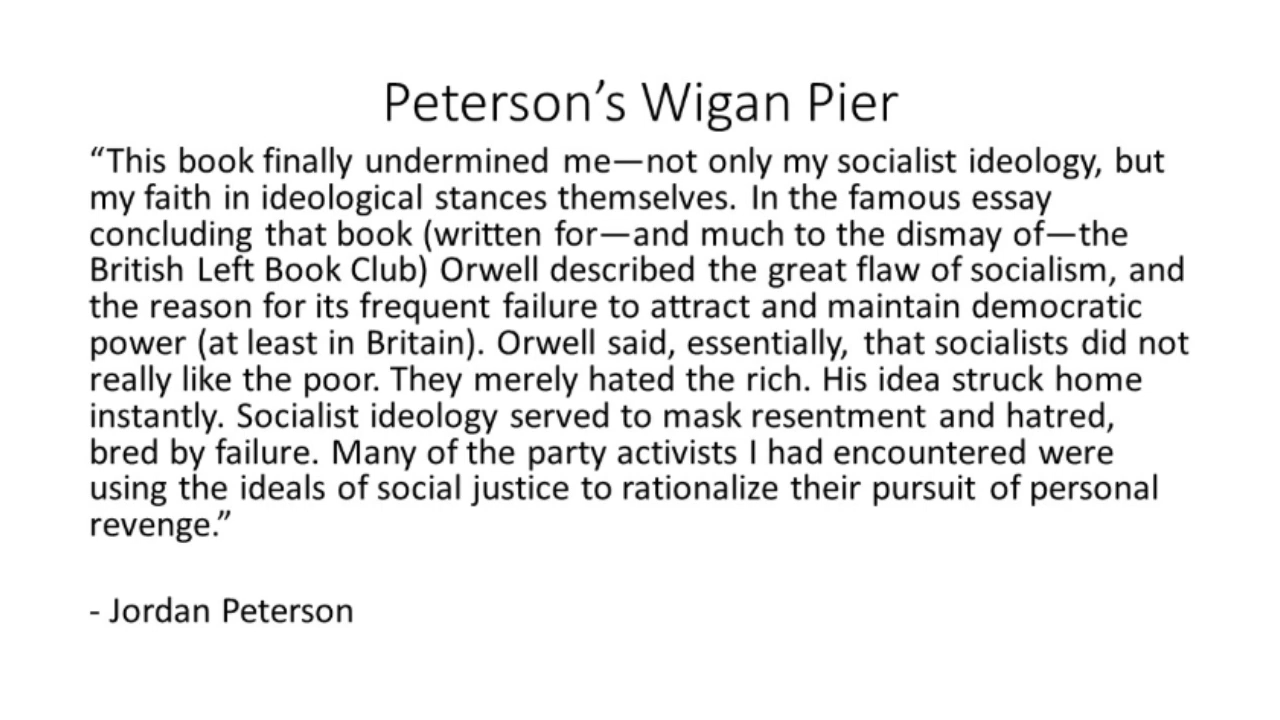 Peterson’s Wigan Pier
“This book finally undermined me—not only my socialist ideology, but
my faith in ideological stances themselves. In the famous essay
concluding that book (written for—and much to the dismay of—the
British Left Book Club) Orwell described the great flaw of socialism, and
the reason for its frequent failure to attract and maintain democratic
power (at least in Britain). Orwell said, essentially, that socialists did not
really like the poor. They merely hated the rich. His idea struck home
instantly. Socialist ideology served to mask resentment and hatred,
bred by failure. Many of the party activists I had encountered were
using the ideals of social justice to rationalize their pursuit of personal
revenge.”
- Jordan Peterson